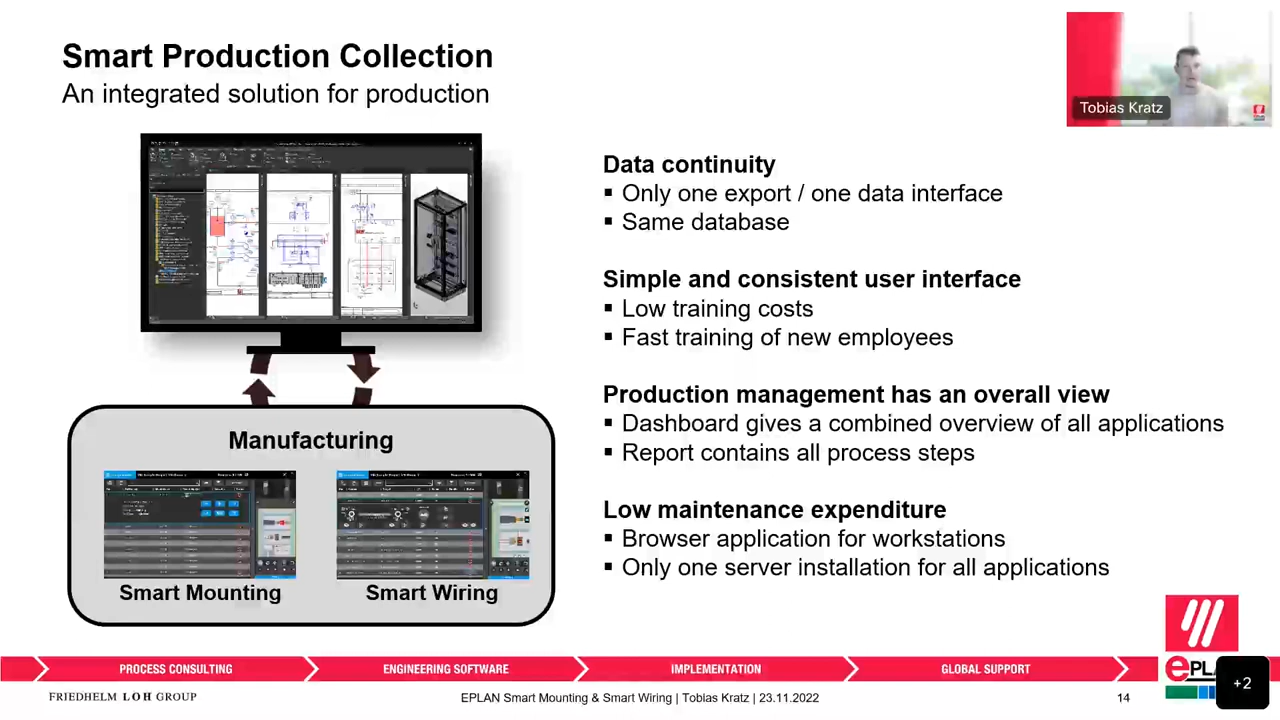 Smart Production Collection
An integrated solution for production
Tobias Kratz
Data continuity
▪ Only one export / one data interface
▪ Same database
Simple and consistent user interface
▪ Low training costs
▪ Fast training of new employees
Production management has an overall view
▪ Dashboard gives a combined overview of all applications
▪ Report contains all process steps
Low maintenance expenditure
▪ Browser application for workstations
▪ Only one server installation for all applications
Manufacturing
Smart Mounting
Smart Wiring
PROCESS CONSULTING
ENGINEERING SOFTWARE
IMPLEMENTATION
GLOBAL SUPPORT
FRIEDHELM LOH GROUP
EPLAN Smart Mounting & Smart Wiring | Tobias Kratz | 23.11.2022
14
+2